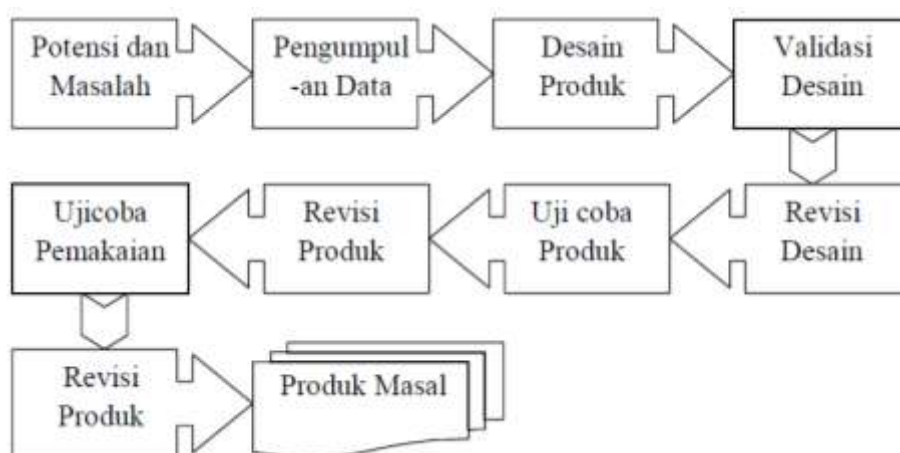 Potensi dan
Masalah
Pengumpul
-an Data
Desain
Produk
Validasi
Desain
Revisi
Desain
Uji coba
Produk
Revisi
Produk
Ujicoba
Pemakaian
Revisi
Produk
Produk Masal